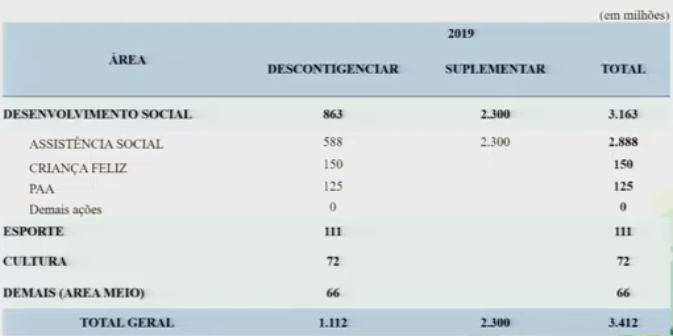 (em milhões)
ÁREA
2019
DESCONTIGENCIAR SUPLEMENTAR TOTAL
DESENVOLVIMENTO SOCIAL 863 2.300 3.163
ASSISTÊNCIA SOCIAL 588 2.300 2.888
CRIANÇA FELIZ 150 150
PAA 125 125
Demais ações 0 0
ESPORTE 111 111
CULTURA 72 72
DEMAIS (AREA MEIO) 66 66
TOTAL GERAL 1.112 2.300 3.412